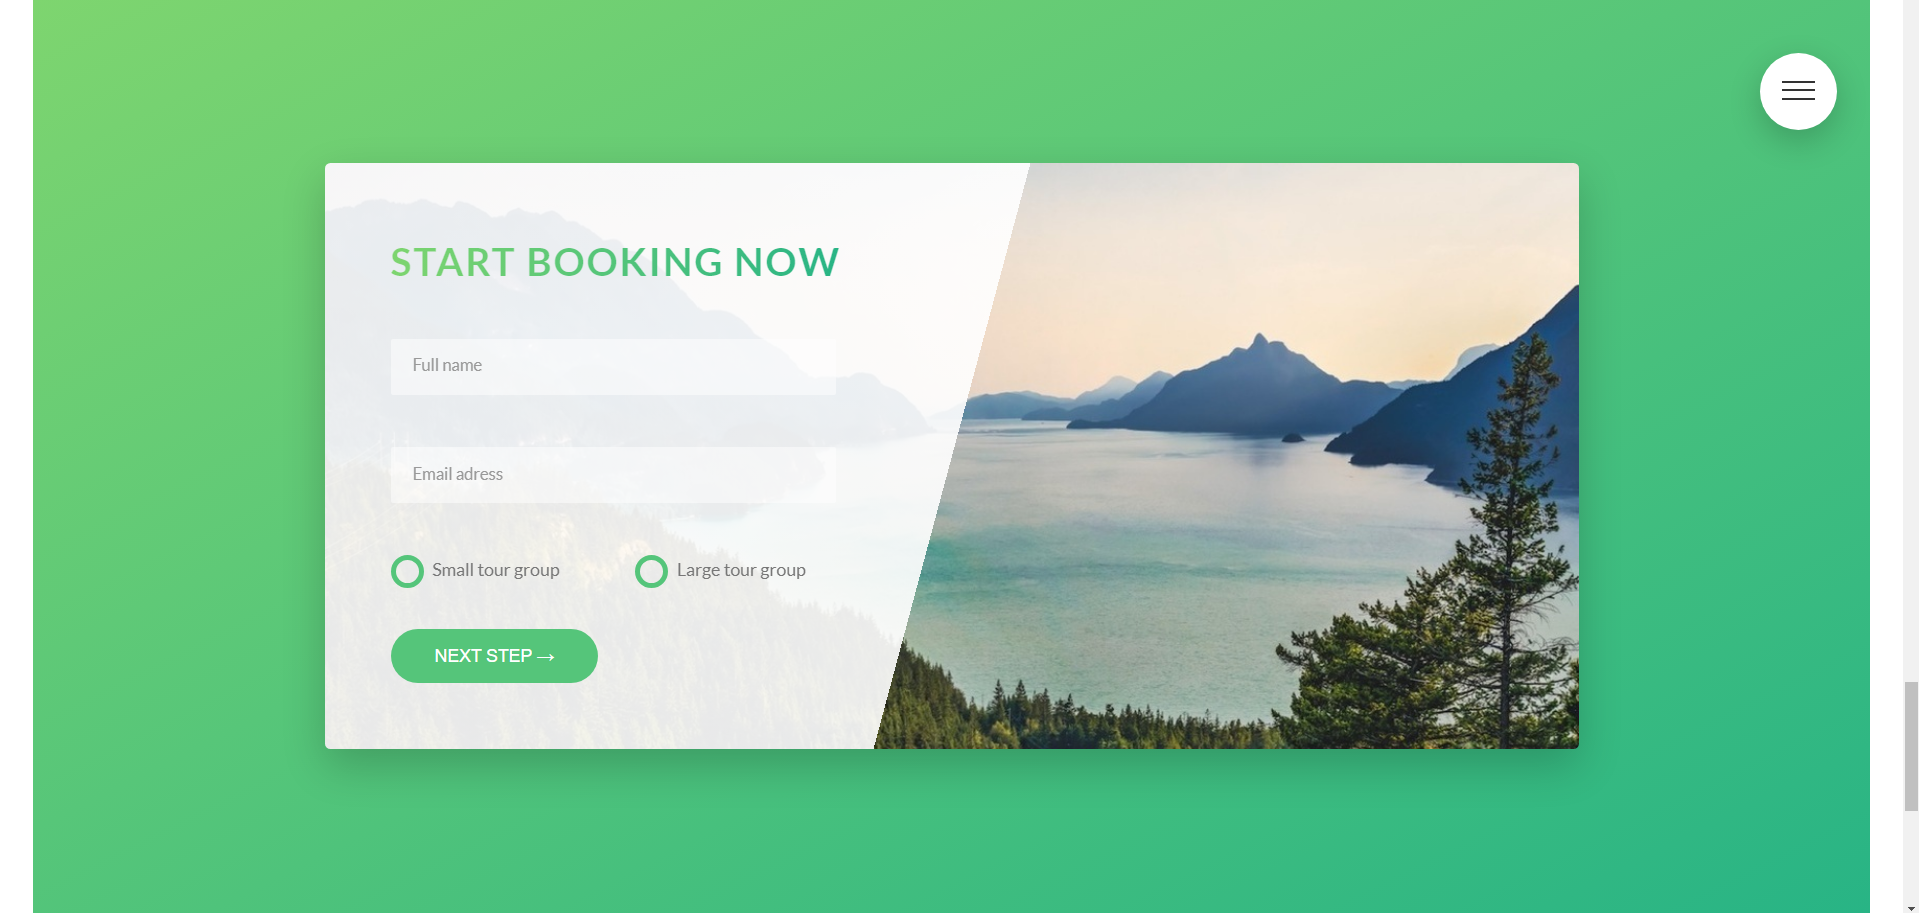 START BOOKING NOW
Full name
Email adress
Small tour group
Large tour group
NEXT STEP →